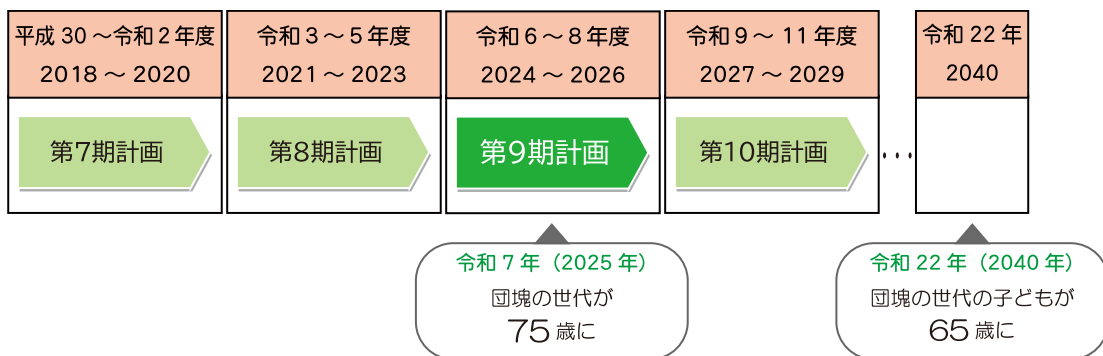 平成 30 ～令和 2 年度
2018 ～ 2020
令和 3 ～ 5 年度
2021 ～ 2023
令和 6 ～ 8 年度
2024 ～ 2026
令和 9 ～ 11 年度
2027 ～ 2029
令和 22 年
2040
第7期計画
第8期計画
第9期計画
第10期計画
…
令和 7 年（2025 年）
団塊の世代が
75 歳に
令和 22 年（2040 年）
団塊の世代の子どもが
65 歳に